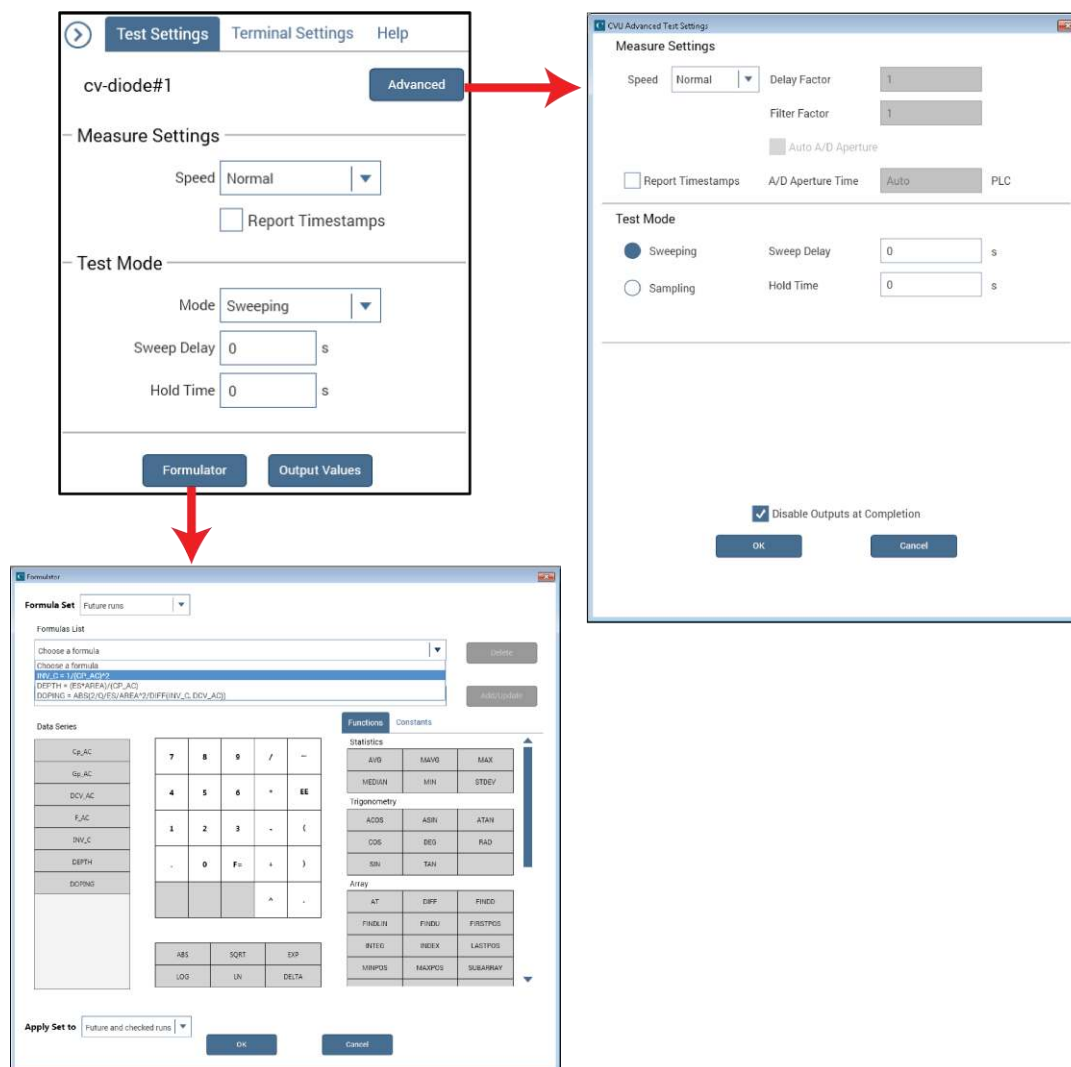 Test Settings Terminal Settings Help
cv-diode#1 Advanced
Measure Settings
Speed Normal
Report Timestamps
Test Mode
Mode Sweeping
Sweep Delay 0 s
Hold Time 0 s
Formulator Output Values
CVU Advanced Test Settings
Measure Settings
Speed Normal Delay Factor 1
Filter Factor 1
Auto A/D Aperture
Report Timestamps A/D Aperture Time Auto PLC
Test Mode
Sweeping Sweep Delay 0 s
Sampling Hold Time 0 s
Disable Outputs at Completion
OK Cancel
Formulator
Formula Set Future runs
Formulas List
Choose a formula Delete
Choose a formula
INV_C = 1/(CP_AC)^2
DEPTH = (ES*AREA)/(CP_AC)
DOPING = ABS(2/Q/ES/AREA^2/DIFF(INV_C, DCV_AC)) Add/Update
Data Series
Cp_AC
Gp_AC
DCV_AC
F_AC
INV_C
DEPTH
DOPING
7 8 9 / ←
4 5 6 * EE
1 2 3 - (
. 0 F= + )
^ ,
ABS SQRT EXP
LOG LN DELTA
Functions Constants
Statistics
AVG MAVG MAX
MEDIAN MIN STDEV
Trigonometry
ACOS ASIN ATAN
COS DEG RAD
SIN TAN
Array
AT DIFF FINDD
FINDLIN FINDU FIRSTPOS
INTEG INDEX LASTPOS
MINPOS MAXPOS SUBARRAY
Apply Set to Future and checked runs
OK Cancel